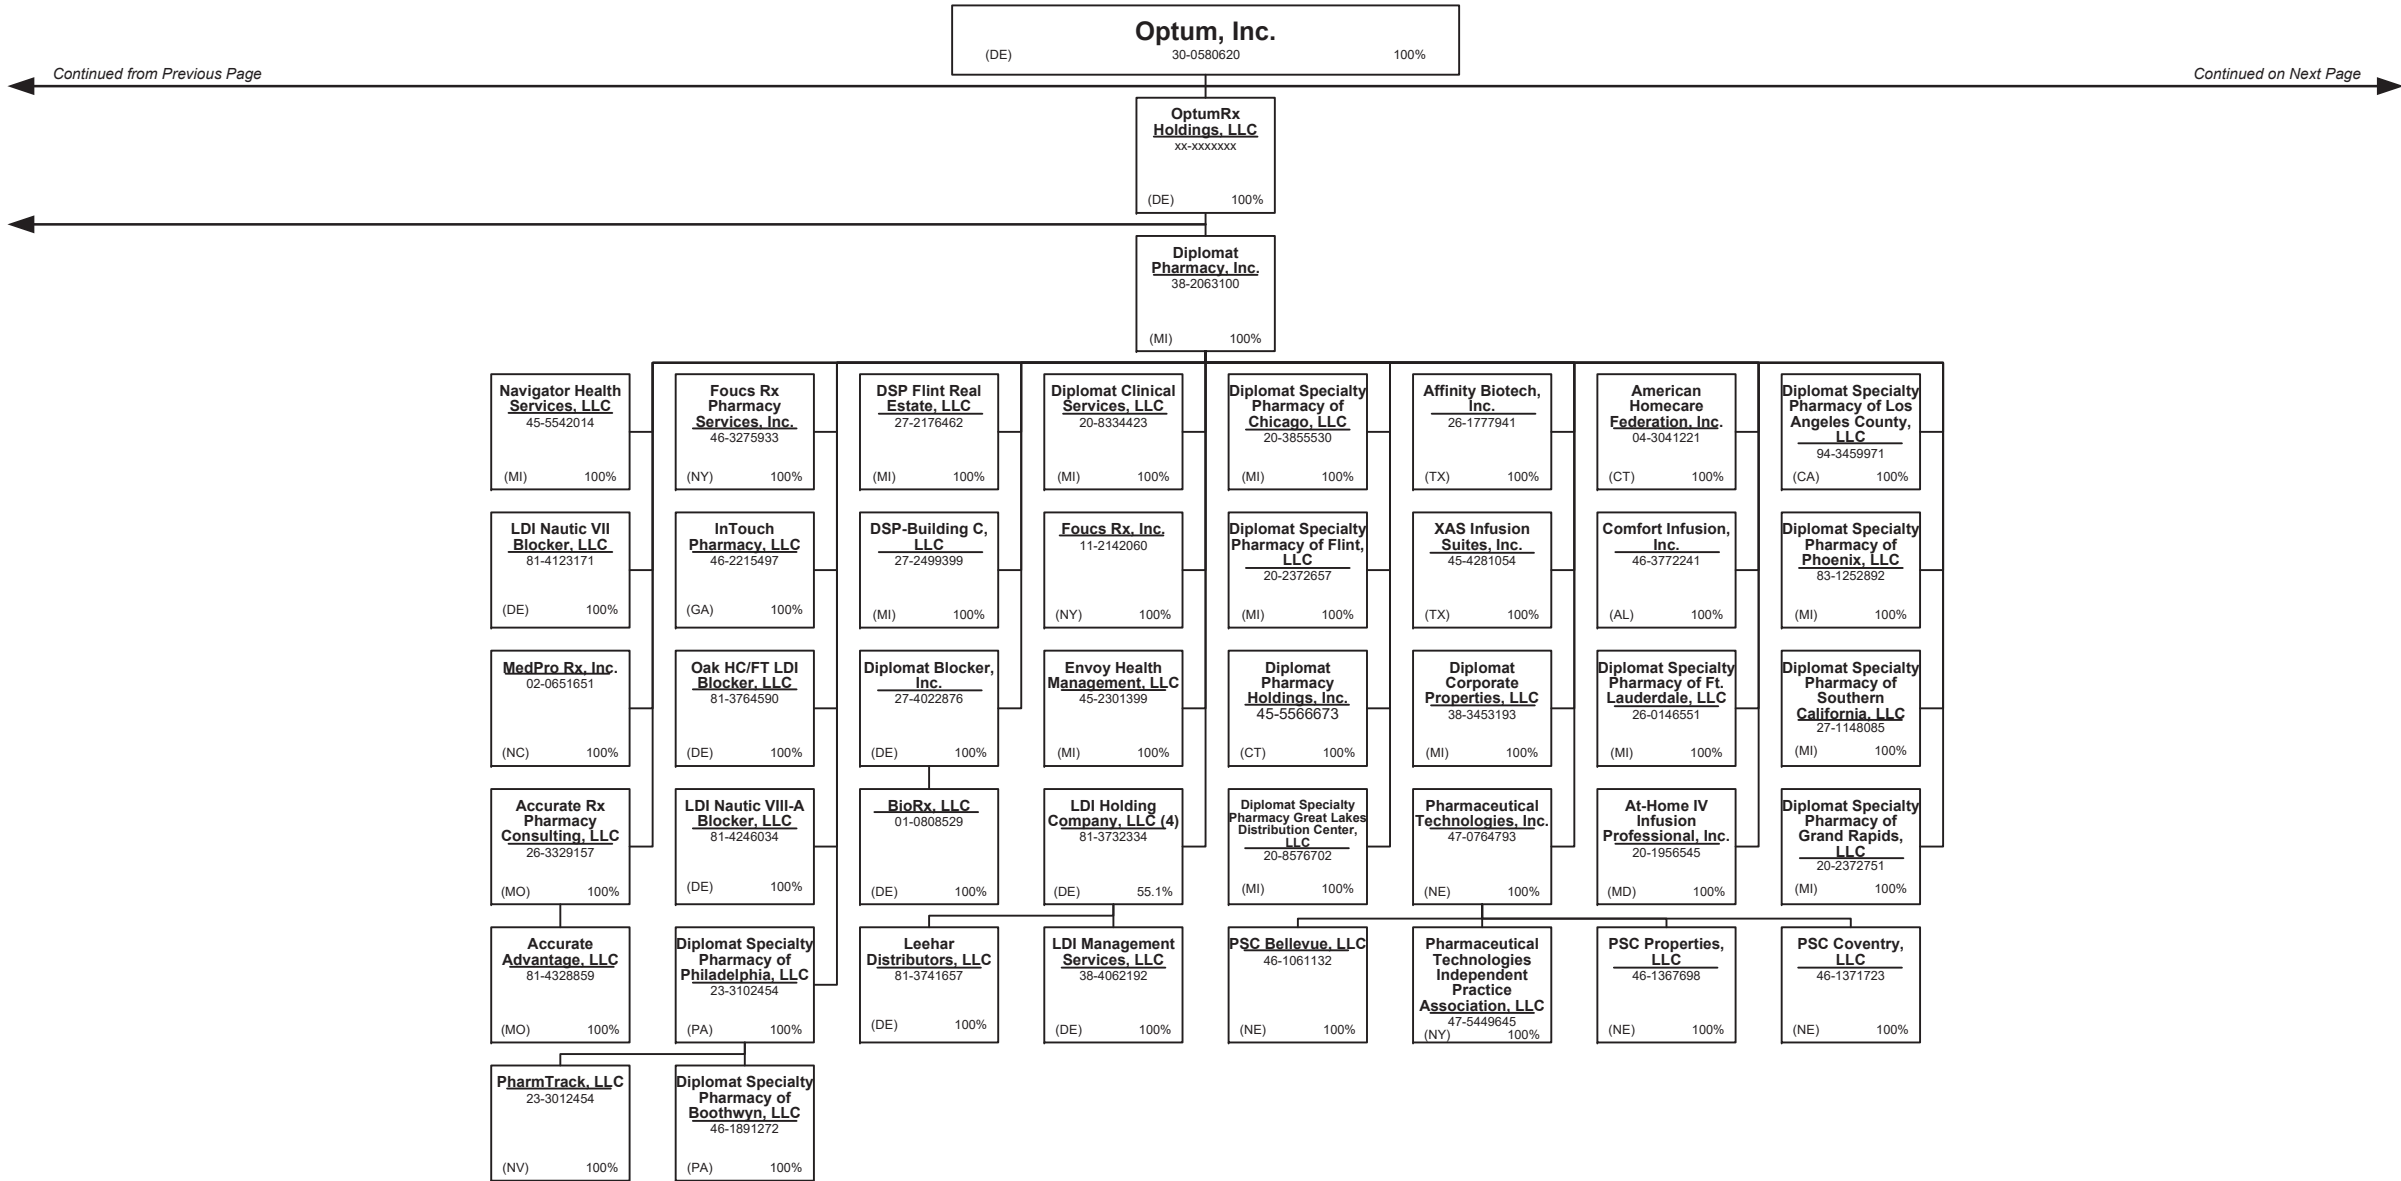 Optum, Inc.
(DE) 30-0580620 100%
Continued from Previous Page
Continued on Next Page
OptumRx
Holdings, LLC
xx-xxxxxxx
(DE) 100%
Diplomat
Pharmacy, Inc.
38-2063100
(MI) 100%
Navigator Health
Services, LLC
45-5542014
(MI) 100%
Foucs Rx
Pharmacy
Services, Inc.
46-3275933
(NY) 100%
DSP Flint Real
Estate, LLC
27-2176462
(MI) 100%
Diplomat Clinical
Services, LLC
20-8334423
(MI) 100%
Diplomat Specialty
Pharmacy of
Chicago, LLC
20-3855530
(MI) 100%
Affinity Biotech,
Inc.
26-1777941
(TX) 100%
American
Homecare
Federation, Inc.
04-3041221
(CT) 100%
Diplomat Specialty
Pharmacy of Los
Angeles County,
LLC
94-3459971
(CA) 100%
LDI Nautic VII
Blocker, LLC
81-4123171
(DE) 100%
InTouch
Pharmacy, LLC
46-2215497
(GA) 100%
DSP-Building C,
LLC
27-2499399
(MI) 100%
Foucs Rx, Inc.
11-2142060
(NY) 100%
Diplomat Specialty
Pharmacy of Flint,
LLC
20-2372657
(MI) 100%
XAS Infusion
Suites, Inc.
45-4281054
(TX) 100%
Comfort Infusion,
Inc.
46-3772241
(AL) 100%
Diplomat Specialty
Pharmacy of
Phoenix, LLC
83-1252892
(MI) 100%
MedPro Rx, Inc.
02-0651651
(NC) 100%
Oak HC/FT LDI
Blocker, LLC
81-3764590
(DE) 100%
Diplomat Blocker,
Inc.
27-4022876
(DE) 100%
Envoy Health
Management, LLC
45-2301399
(MI) 100%
Diplomat
Pharmacy
Holdings, Inc.
45-5566673
(CT) 100%
Diplomat
Corporate
Properties, LLC
38-3453193
(MI) 100%
Diplomat Specialty
Pharmacy of Ft.
Lauderdale, LLC
26-0146551
(MI) 100%
Diplomat Specialty
Pharmacy of
Southern
California, LLC
27-1148085
(MI) 100%
Accurate Rx
Pharmacy
Consulting, LLC
26-3329157
(MO) 100%
LDI Nautic VIII-A
Blocker, LLC
81-4246034
(DE) 100%
BioRx, LLC
01-0808529
(DE) 100%
LDI Holding
Company, LLC (4)
81-3732334
(DE) 55.1%
Diplomat Specialty
Pharmacy Great Lakes
Distribution Center,
LLC
20-8576702
(MI) 100%
Pharmaceutical
Technologies, Inc.
47-0764793
(NE) 100%
At-Home IV
Infusion
Professional, Inc.
20-1956545
(MD) 100%
Diplomat Specialty
Pharmacy of
Grand Rapids,
LLC
20-2372751
(MI) 100%
Accurate
Advantage, LLC
81-4328859
(MO) 100%
Diplomat Specialty
Pharmacy of
Philadelphia, LLC
23-3102454
(PA) 100%
Leehar
Distributors, LLC
81-3741657
(DE) 100%
LDI Management
Services, LLC
38-4062192
(DE) 100%
PSC Bellevue, LLC
46-1061132
(NE) 100%
Pharmaceutical
Technologies
Independent
Practice
Association, LLC
47-5449645
(NY) 100%
PSC Properties,
LLC
46-1367698
(NE) 100%
PSC Coventry,
LLC
46-1371723
(NE) 100%
PharmTrack, LLC
23-3012454
(NV) 100%
Diplomat Specialty
Pharmacy of
Boothwyn, LLC
46-1891272
(PA) 100%